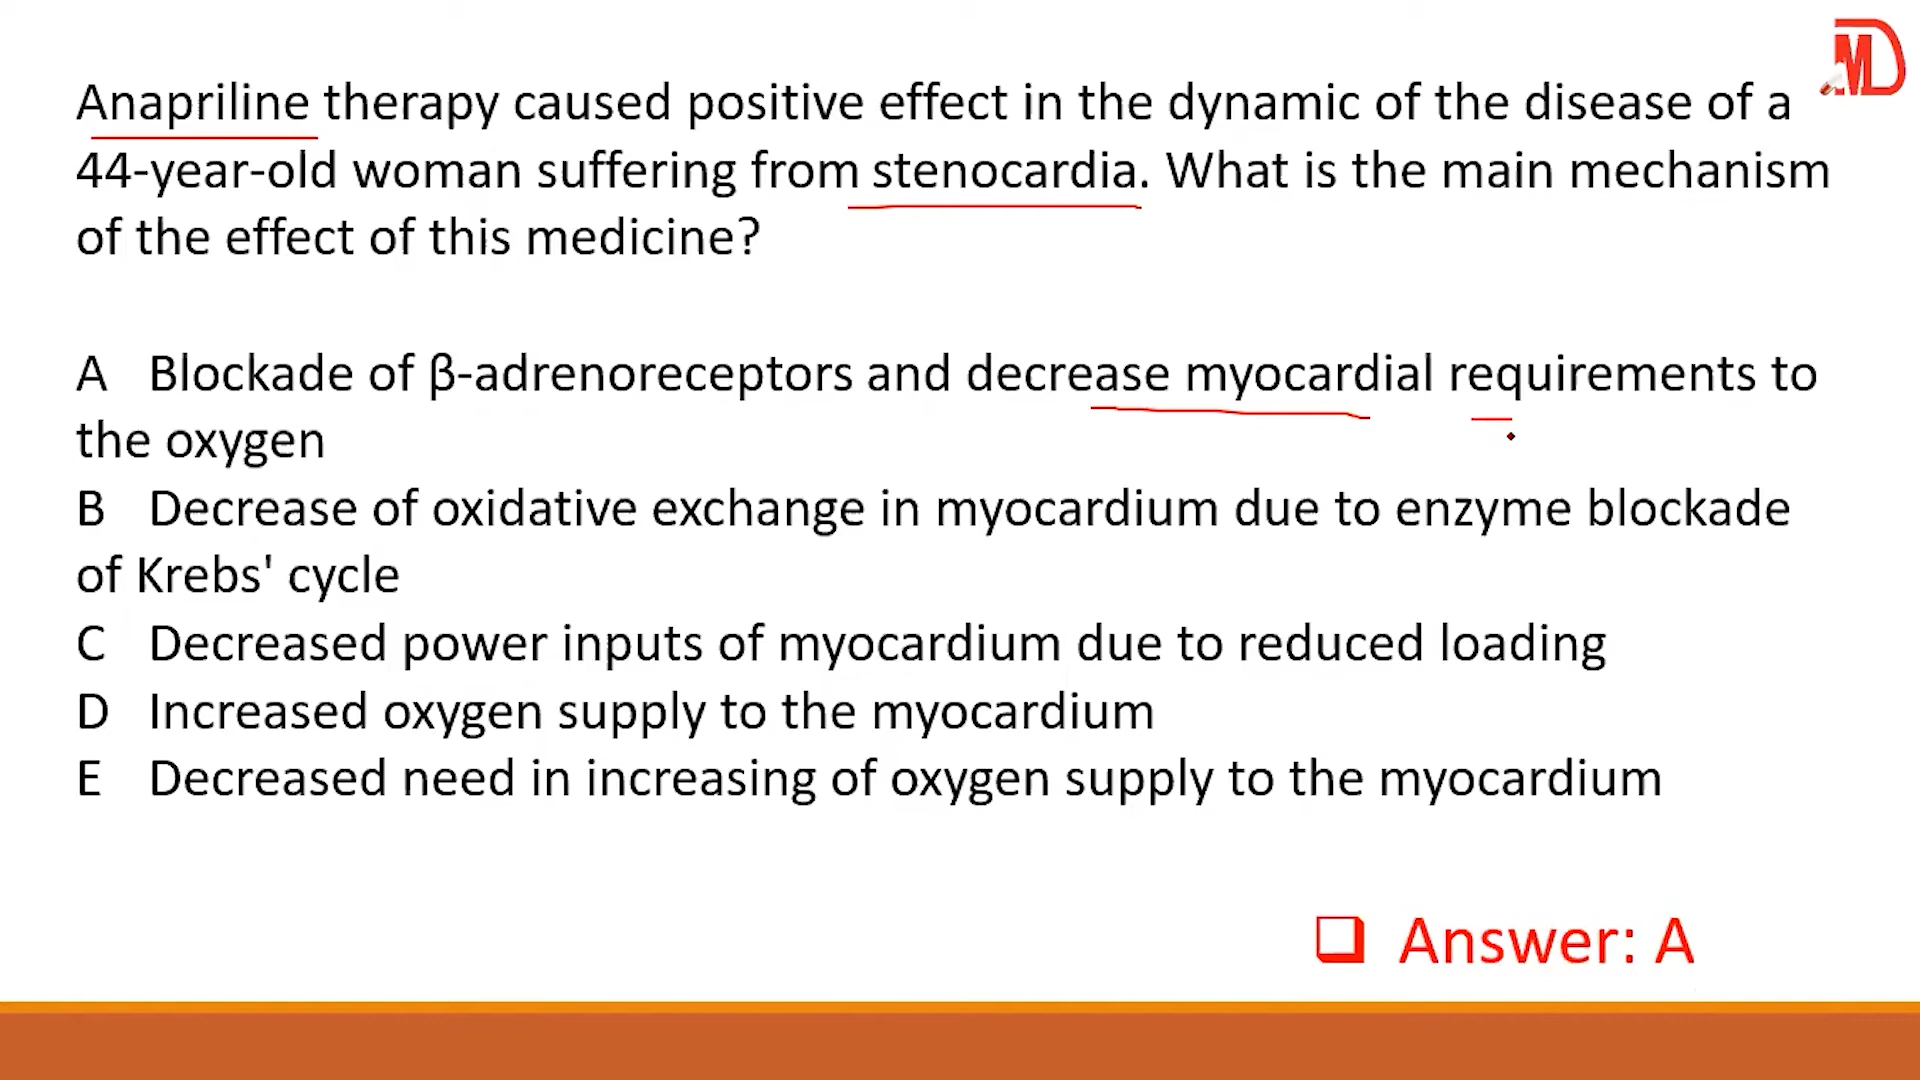 MD
Anapriline therapy caused positive effect in the dynamic of the disease of a
44-year-old woman suffering from stenocardia. What is the main mechanism
of the effect of this medicine?
A Blockade of β-adrenoreceptors and decrease myocardial requirements to
the oxygen
B Decrease of oxidative exchange in myocardium due to enzyme blockade
of Krebs' cycle
C Decreased power inputs of myocardium due to reduced loading
D Increased oxygen supply to the myocardium
E Decreased need in increasing of oxygen supply to the myocardium
❑ Answer: A